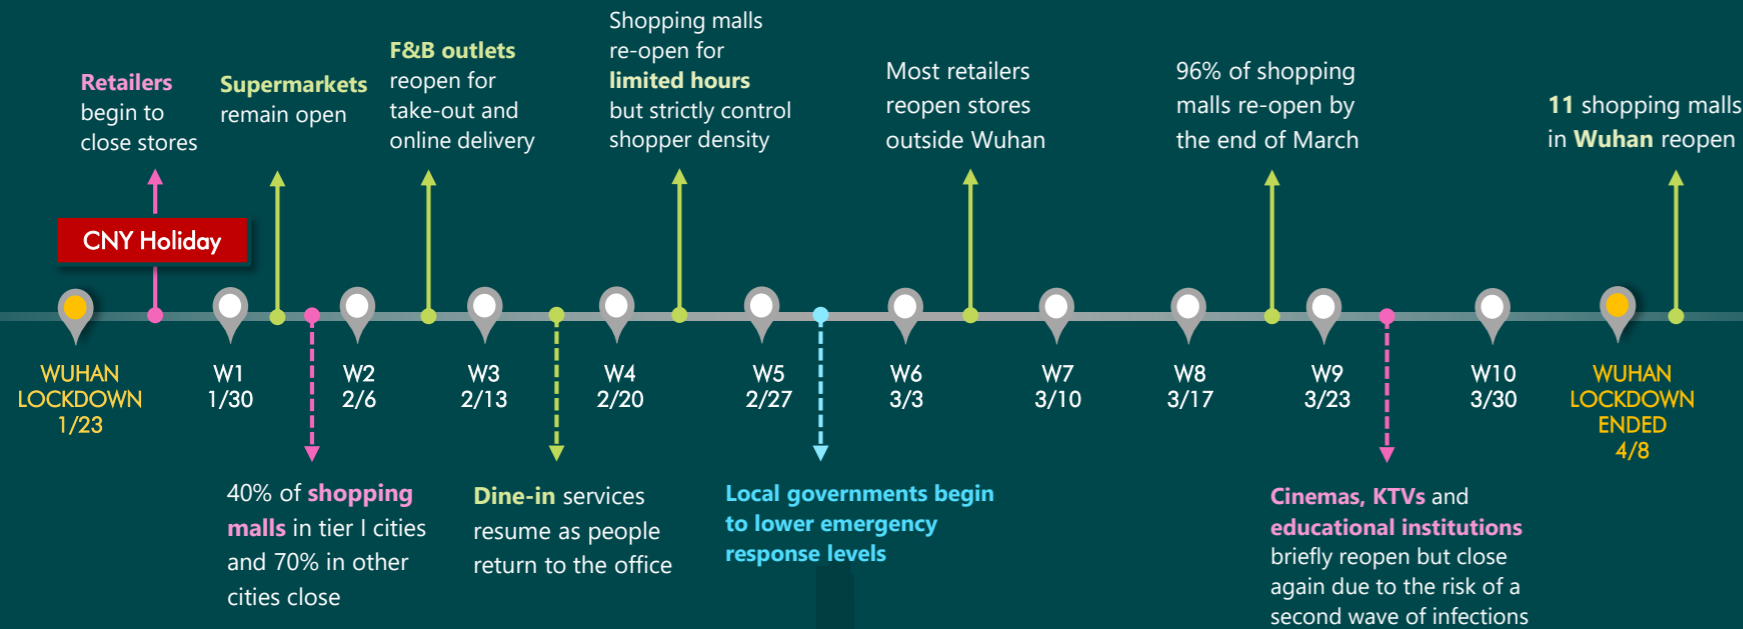 Retailers
begin to
close stores
Supermarkets
remain open
F&B outlets
reopen for
take-out and
online delivery
Shopping malls
re-open for
limited hours
but strictly control
shopper density
Most retailers
reopen stores
outside Wuhan
96% of shopping
malls re-open by
the end of March
11 shopping malls
in Wuhan reopen
CNY Holiday
WUHAN
LOCKDOWN
1/23
W1
1/30
W2
2/6
W3
2/13
W4
2/20
W5
2/27
W6
3/3
W7
3/10
W8
3/17
W9
3/23
W10
3/30
WUHAN
LOCKDOWN
ENDED
4/8
40% of shopping
malls in tier I cities
and 70% in other
cities close
Dine-in services
resume as people
return to the office
Local governments begin
to lower emergency
response levels
Cinemas, KTVs and
educational institutions
briefly reopen but close
again due to the risk of a
second wave of infections